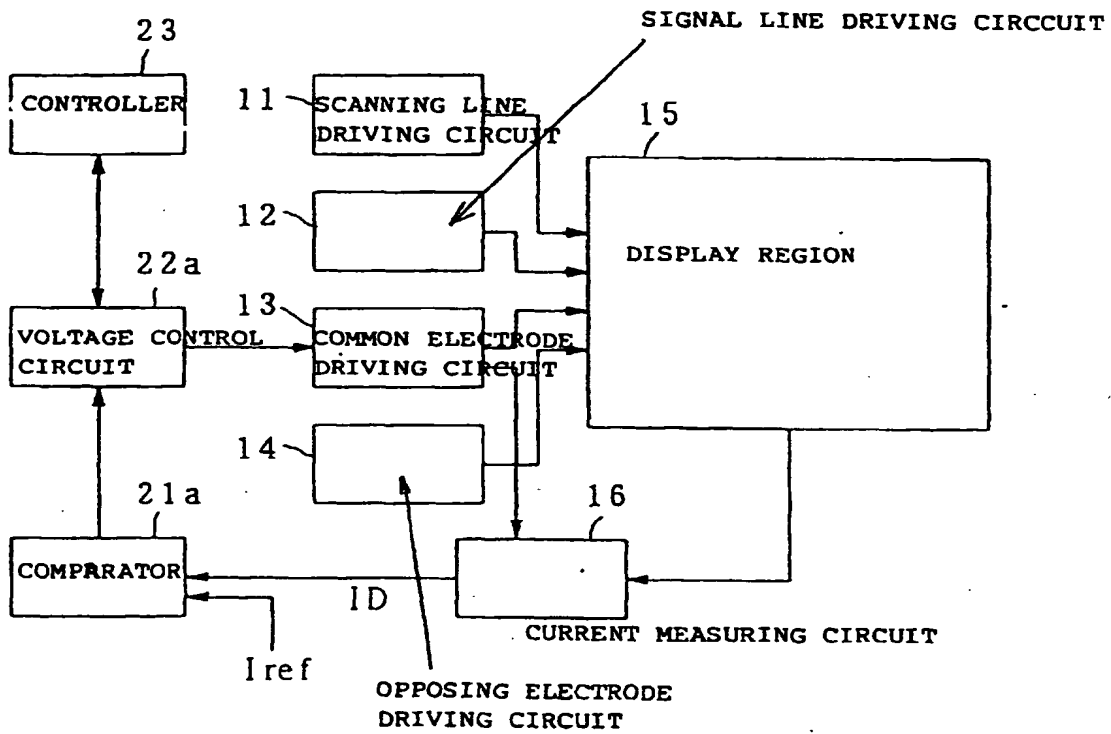 SIGNAL LINE DRIVING CIRCCUIT
23
CONTROLLER
11
SCANNING LINE
DRIVING CIRCUIT
15
12
DISPLAY REGION
22a
13
VOLTAGE CONTROL
CIRCUIT
COMMON ELECTRODE
DRIVING CIRCUIT
14
21a
16
COMPARATOR
ID
CURRENT MEASURING CIRCUIT
Iref
OPPOSING ELECTRODE
DRIVING CIRCUIT